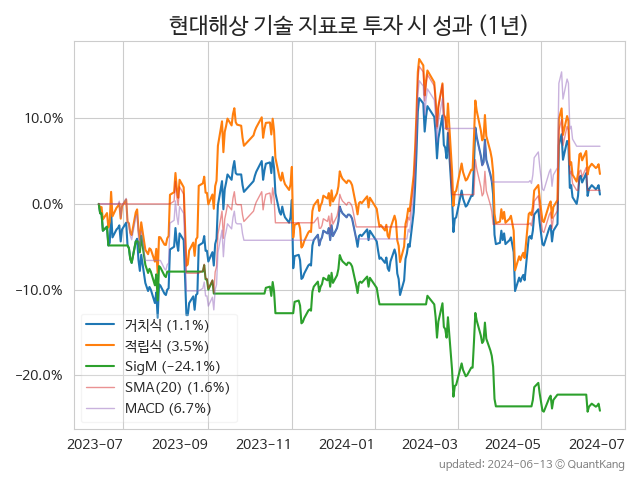 현대해상 기술 지표로 투자 시 성과 (1년)
10.0%
0.0%
−10.0%
−20.0%
거치식 (1.1%)
적립식 (3.5%)
SigM (−24.1%)
SMA(20) (1.6%)
MACD (6.7%)
2023-07 2023-09 2023-11 2024-01 2024-03 2024-05 2024-07
updated: 2024-06-13 © QuantKang